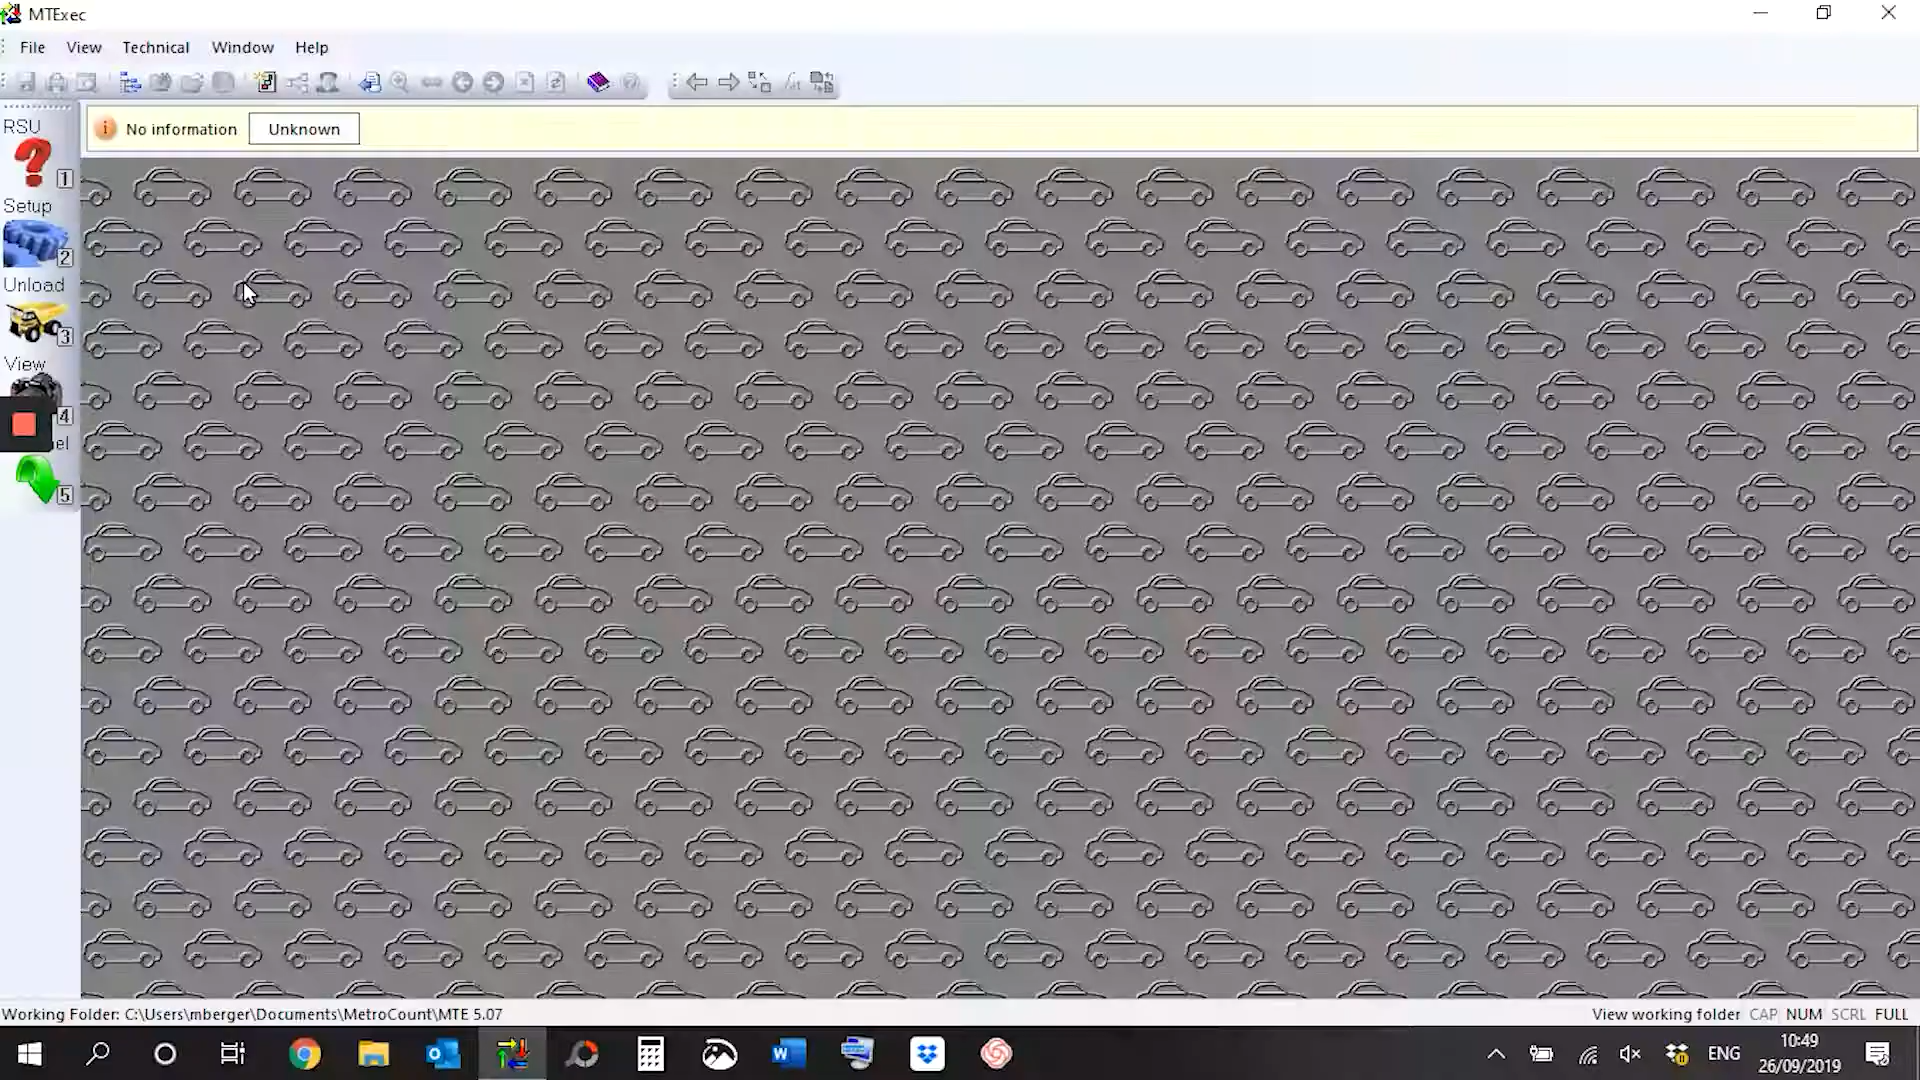 MTExec
File View Technical Window Help
RSU
1
No information Unknown
Setup
2
Unload
3
View
4
el
5
Working Folder: C:\Users\mberger\Documents\MetroCount\MTE 5.07
View working folder CAP NUM SCRL FULL
ENG
10:49
26/09/2019